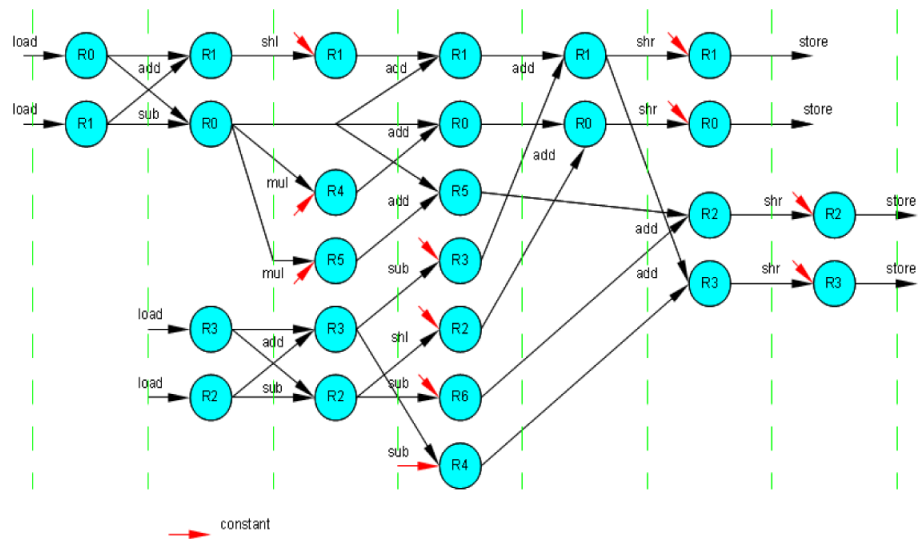 load R0 R1 shl R1 R1 R1 shr R1 store
add add add
load R1 sub R0 R0 R0 shr R0 store
add add
mul R4 R5 R2 shr R2 store
add add
R5 R3 R3 shr R3 store
mul sub add
load R3 R3 R2
add shl
load R2 sub R2 sub R6
sub R4
constant